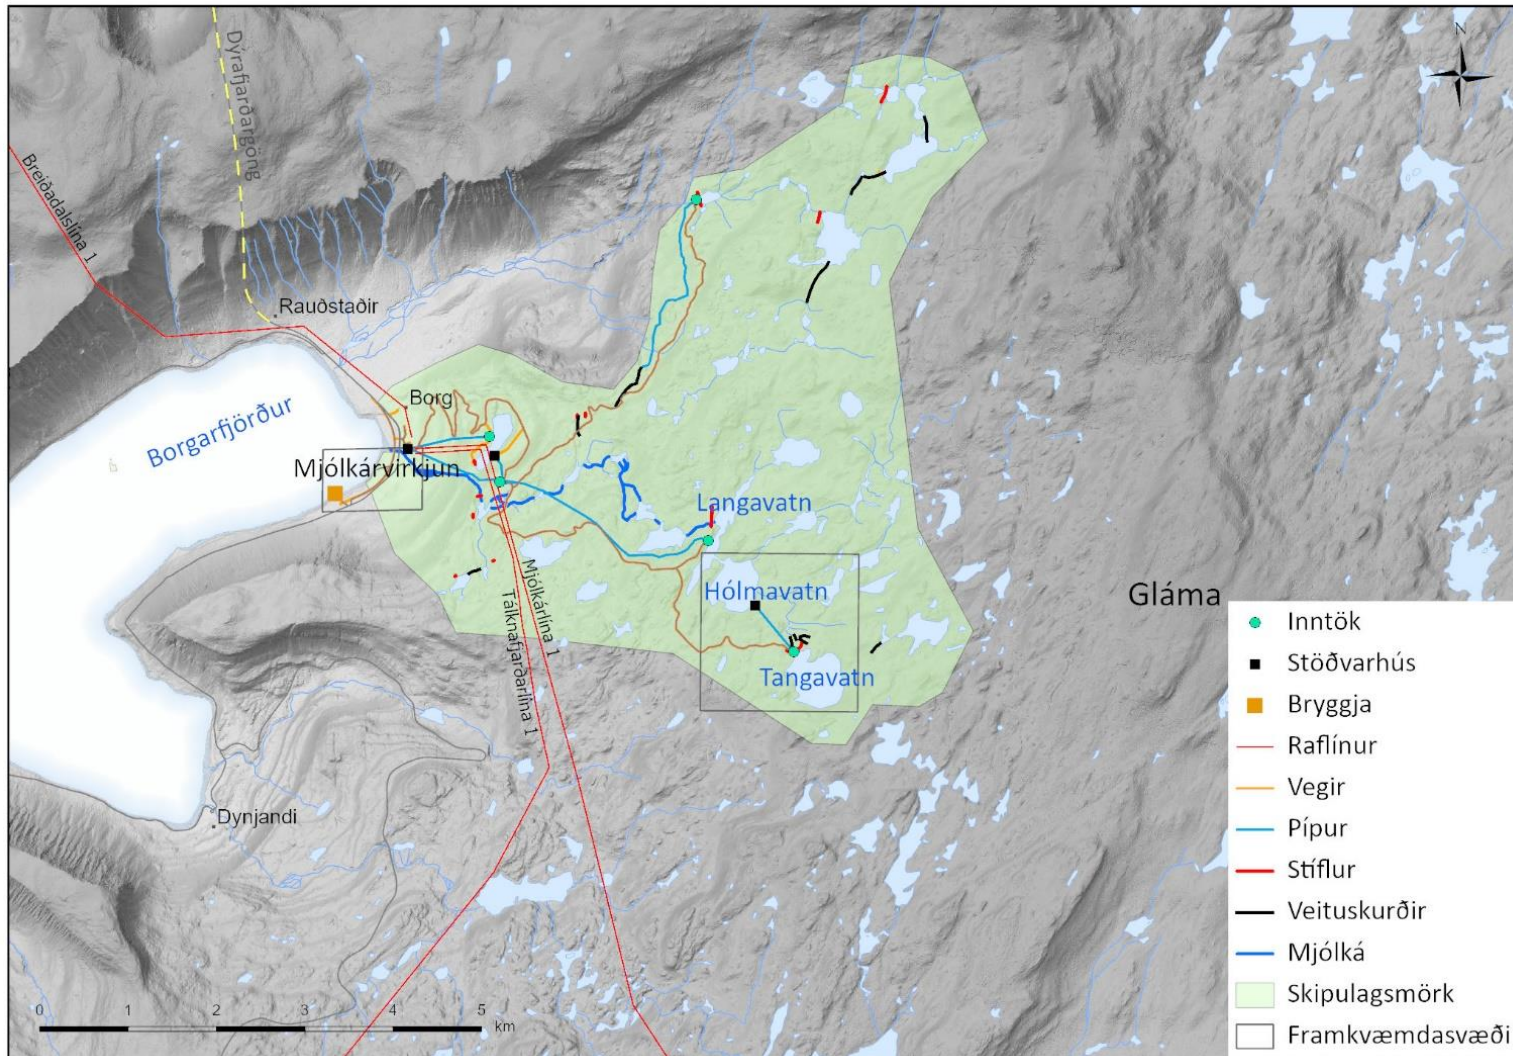 N
Dýrafjarðargöng
Breiðadalslína 1
Rauðstaðir
Borg
Borgarfjörður
Mjólkárvirkjun
Langavatn
Hólmavatn
Tangavatn
Mjólkárlína 1
Tálknafjarðarlína 1
Gláma
Dynjandi
Inntök
Stöðvarhús
Bryggja
Raflínur
Vegir
Pípur
Stíflur
Veituskurðir
Mjólká
Skipulagsmörk
Framkvæmdasvæði
0 1 2 3 4 5
km